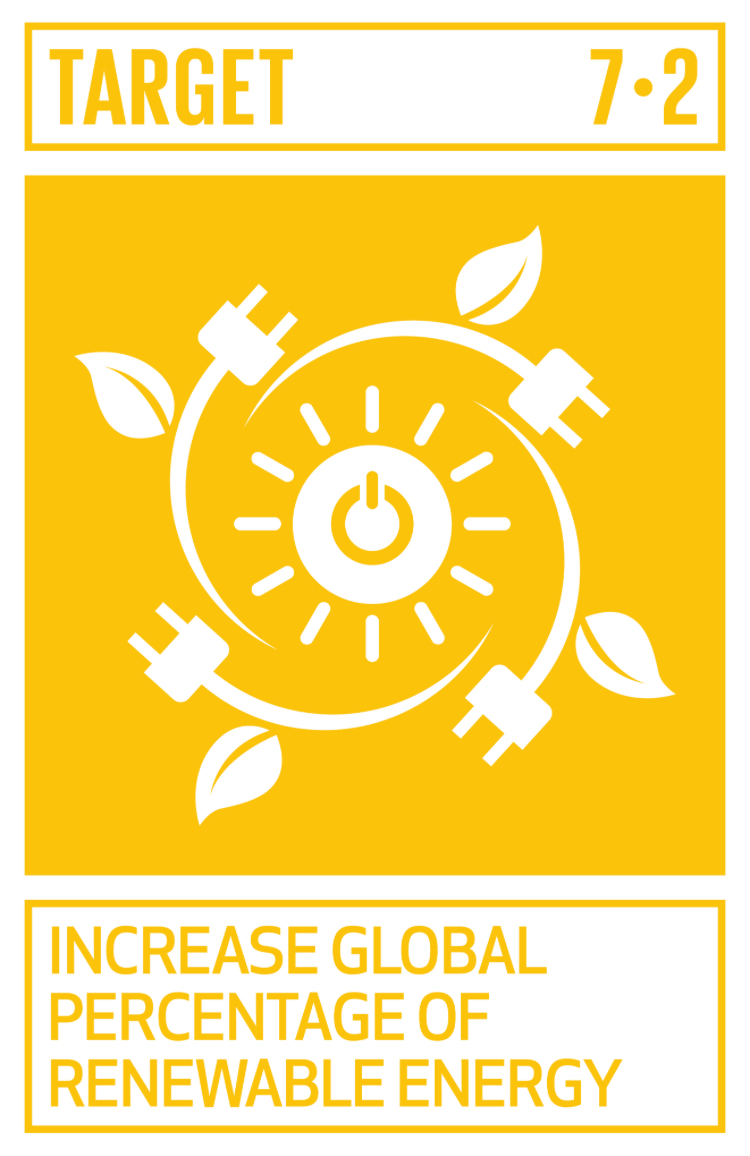 TARGET 7·2
INCREASE GLOBAL
PERCENTAGE OF
RENEWABLE ENERGY